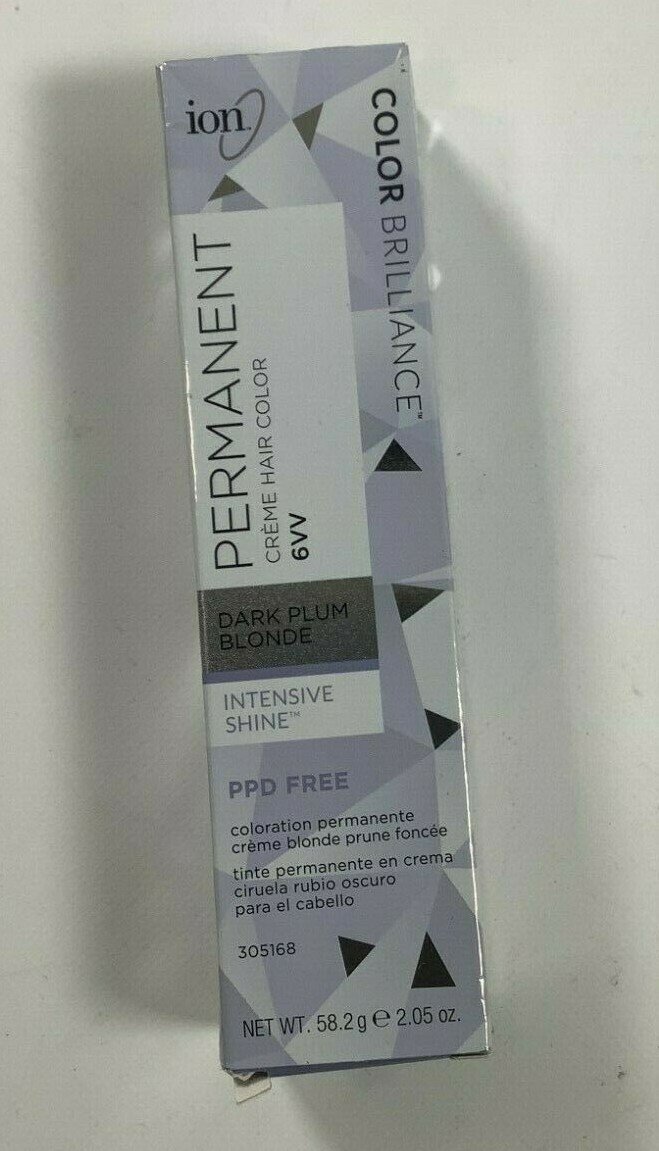 ion™
COLOR BRILLIANCE™
PERMANENT
CRÈME HAIR COLOR
6VV
DARK PLUM
BLONDE
INTENSIVE
SHINE™
PPD FREE
coloration permanente
crème blonde prune foncée
tinte permanente en crema
ciruela rubio oscuro
para el cabello
305168
NET WT. 58.2 g ℮ 2.05 oz.